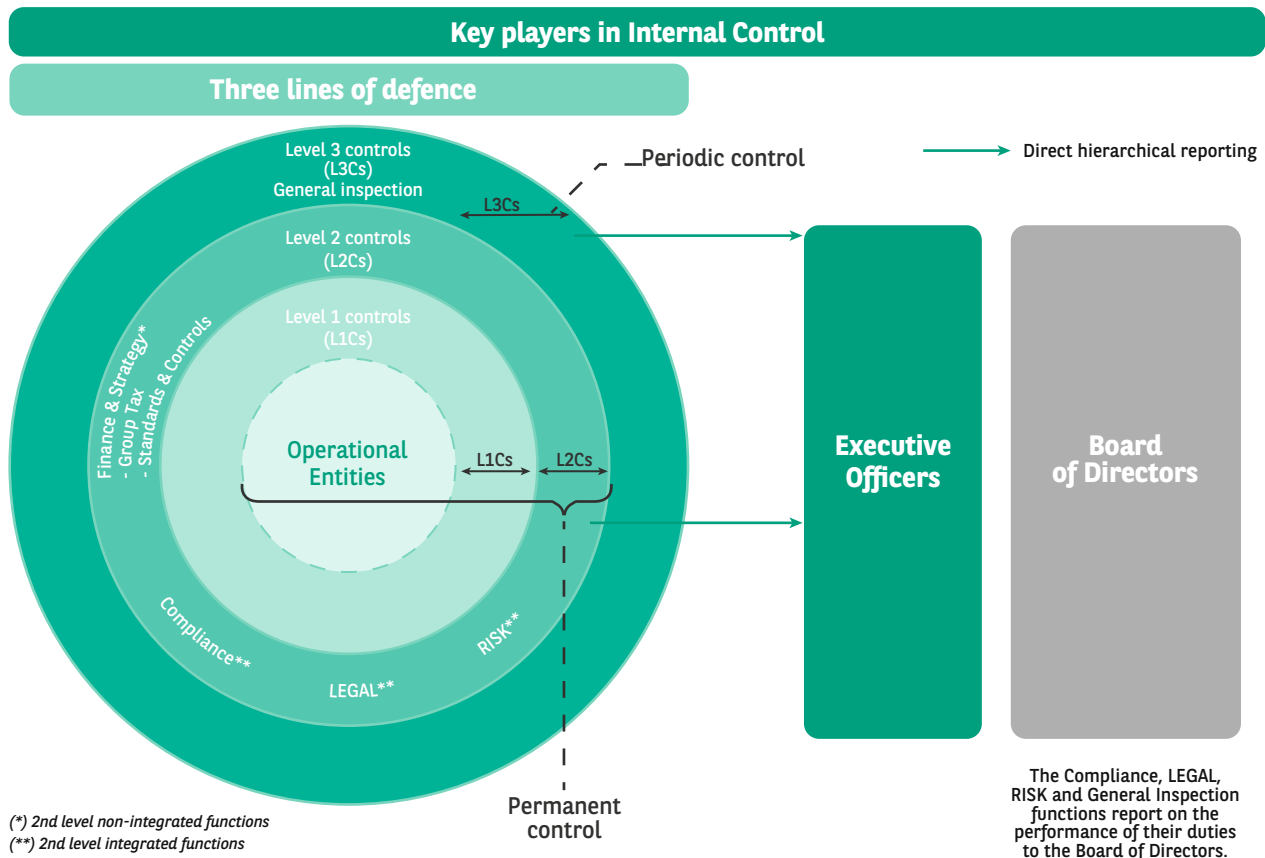 Key players in Internal Control
Three lines of defence
Level 3 controls
(L3Cs)
General inspection
Periodic control
Direct hierarchical reporting
L3Cs
Level 2 controls
(L2Cs)
Level 1 controls
(L1Cs)
Finance & Strategy*
- Group Tax
- Standards & Controls
Operational
Entities
L1Cs
L2Cs
Executive
Officers
Board
of Directors
Compliance**
LEGAL**
RISK**
Permanent
control
The Compliance, LEGAL,
RISK and General Inspection
functions report on the
performance of their duties
to the Board of Directors.
(*) 2nd level non-integrated functions
(**) 2nd level integrated functions